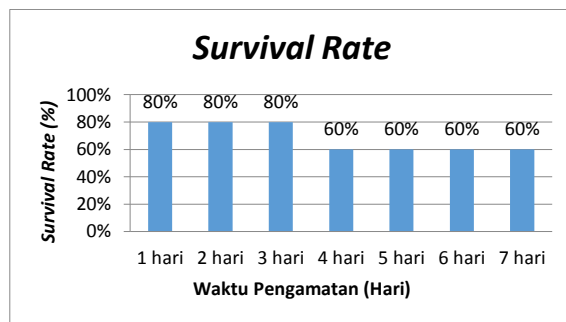 Survival Rate
Survival Rate (%)
100%
80%
60%
40%
20%
0%
80% 80% 80% 60% 60% 60% 60%
1 hari 2 hari 3 hari 4 hari 5 hari 6 hari 7 hari
Waktu Pengamatan (Hari)